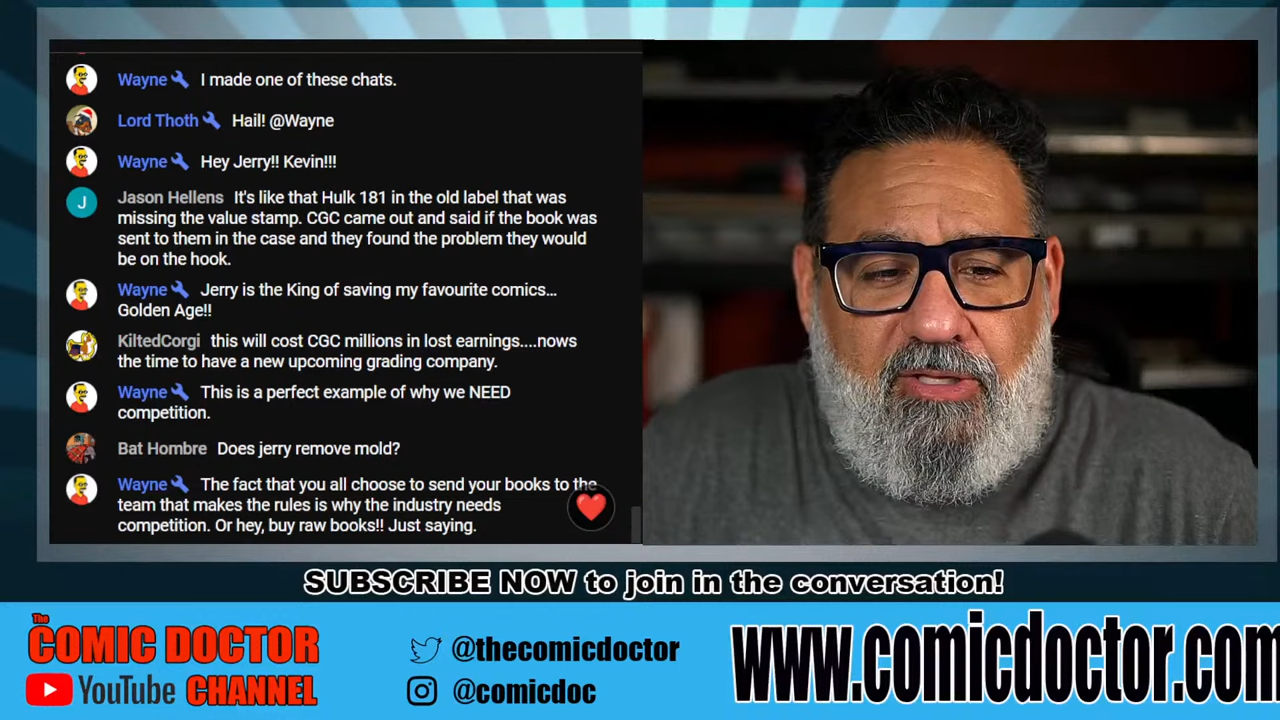 Wayne I made one of these chats.
Lord Thoth Hail! @Wayne
Wayne Hey Jerry!! Kevin!!!
J
Jason Hellens It's like that Hulk 181 in the old label that was
missing the value stamp. CGC came out and said if the book was
sent to them in the case and they found the problem they would
be on the hook.
Wayne Jerry is the King of saving my favourite comics…
Golden Age!!
KiltedCorgi this will cost CGC millions in lost earnings....nows
the time to have a new upcoming grading company.
Wayne This is a perfect example of why we NEED
competition.
Bat Hombre Does jerry remove mold?
Wayne The fact that you all choose to send your books to the
team that makes the rules is why the industry needs
competition. Or hey, buy raw books!! Just saying.
SUBSCRIBE NOW to join in the conversation!
The
COMIC DOCTOR
YouTube CHANNEL
@thecomicdoctor
@comicdoc
www.comicdoctor.com